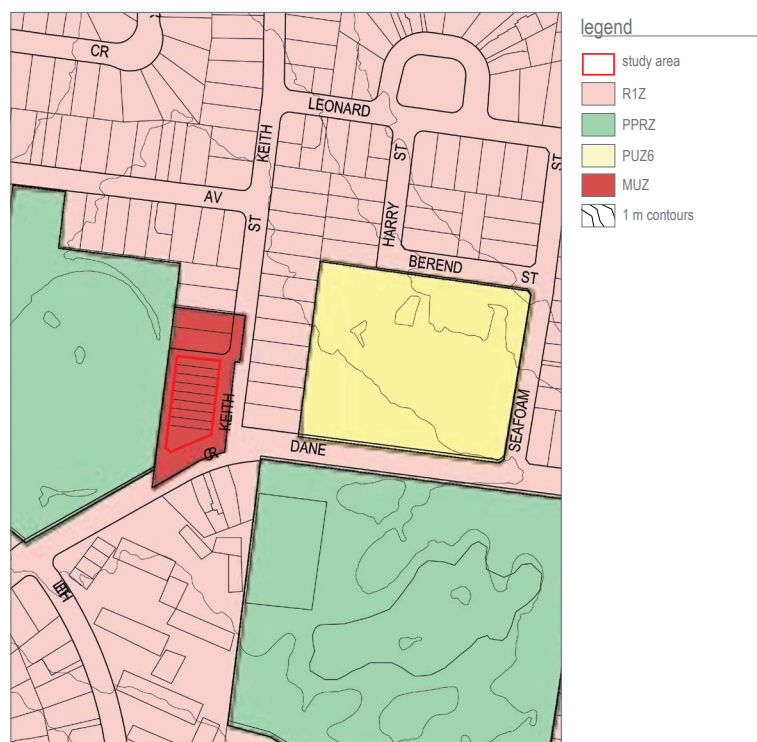 CR
LEONARD
KEITH
ST
ST
AV
ST
HARRY
BEREND
ST
KEITH
SEAFOAM
DANE
CR
legend
study area
R1Z
PPRZ
PUZ6
MUZ
1 m contours